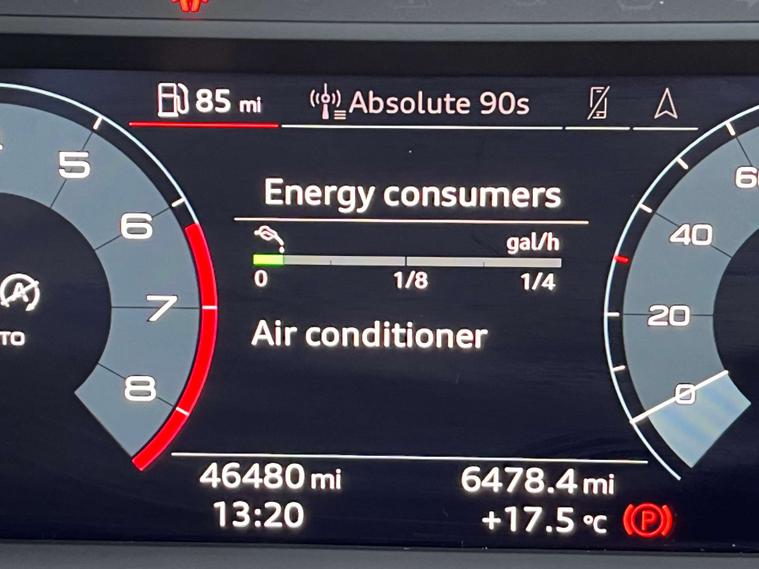 85 mi
Absolute 90s
5
6
7
8
A
TO
Energy consumers
gal/h
0
1/8
1/4
Air conditioner
60
40
20
0
46480 mi
6478.4 mi
13:20
+17.5 °C
P